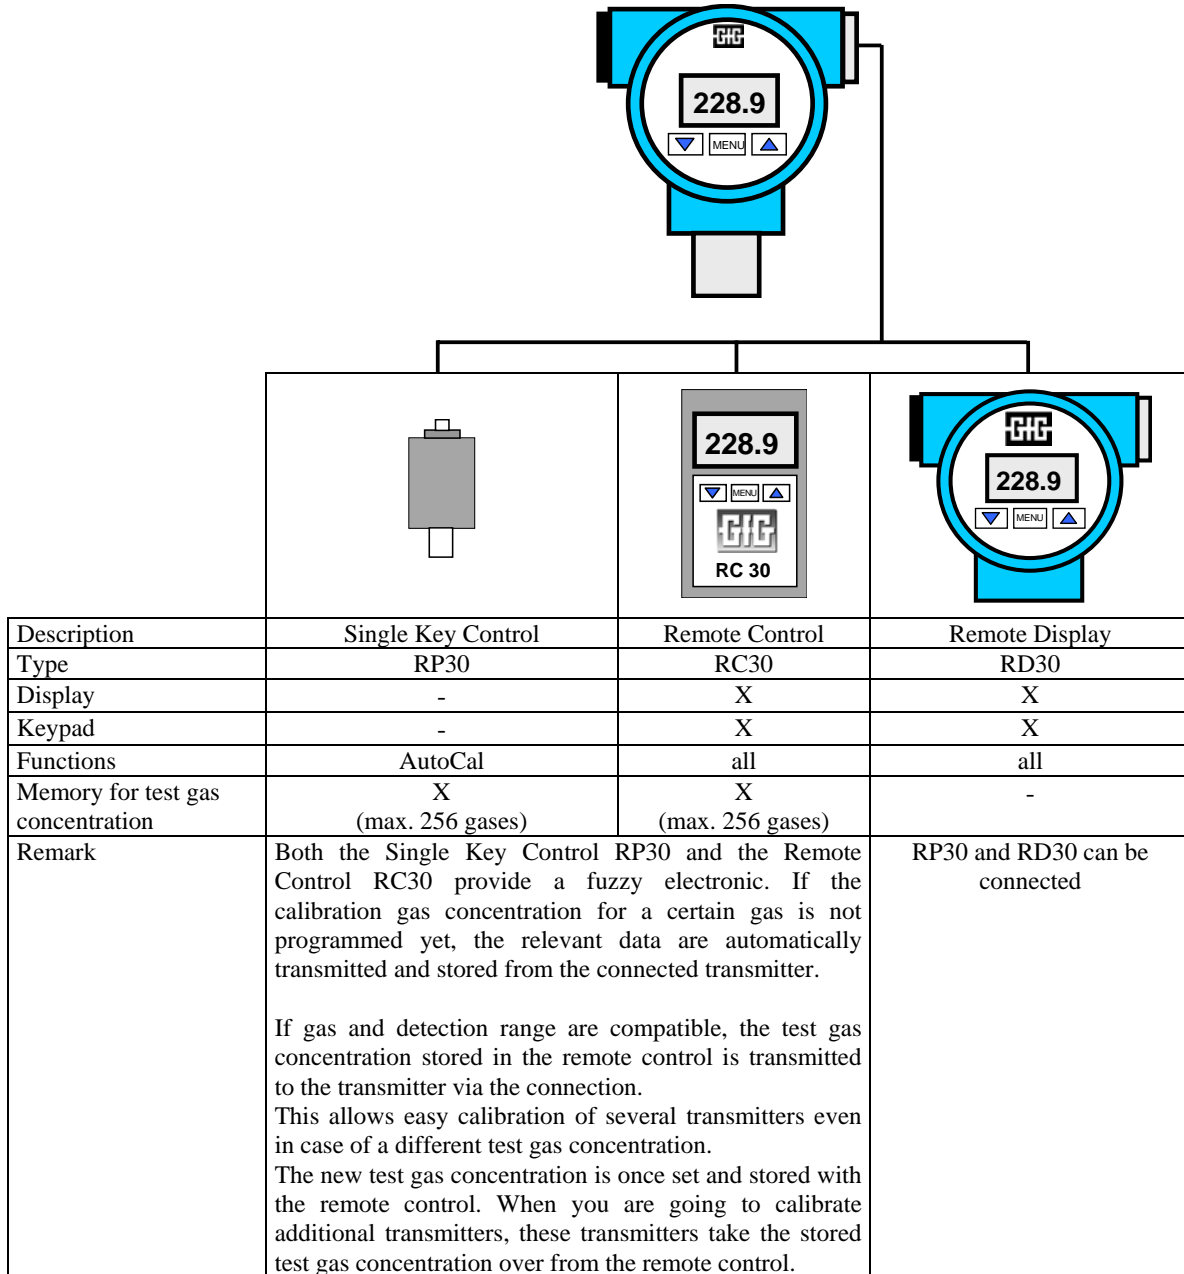 GfG
228.9
MENU
GfG
228.9
228.9
MENU
MENU
GfG
RC 30
Description Single Key Control Remote Control Remote Display
Type RP30 RC30 RD30
Display - X X
Keypad - X X
Functions AutoCal all all
Memory for test gas concentration X (max. 256 gases) X (max. 256 gases) -
Remark
Both the Single Key Control RP30 and the Remote
Control RC30 provide a fuzzy electronic. If the
calibration gas concentration for a certain gas is not
programmed yet, the relevant data are automatically
transmitted and stored from the connected transmitter.
If gas and detection range are compatible, the test gas
concentration stored in the remote control is transmitted
to the transmitter via the connection.
This allows easy calibration of several transmitters even
in case of a different test gas concentration.
The new test gas concentration is once set and stored with
the remote control. When you are going to calibrate
additional transmitters, these transmitters take the stored
test gas concentration over from the remote control.
RP30 and RD30 can be
connected